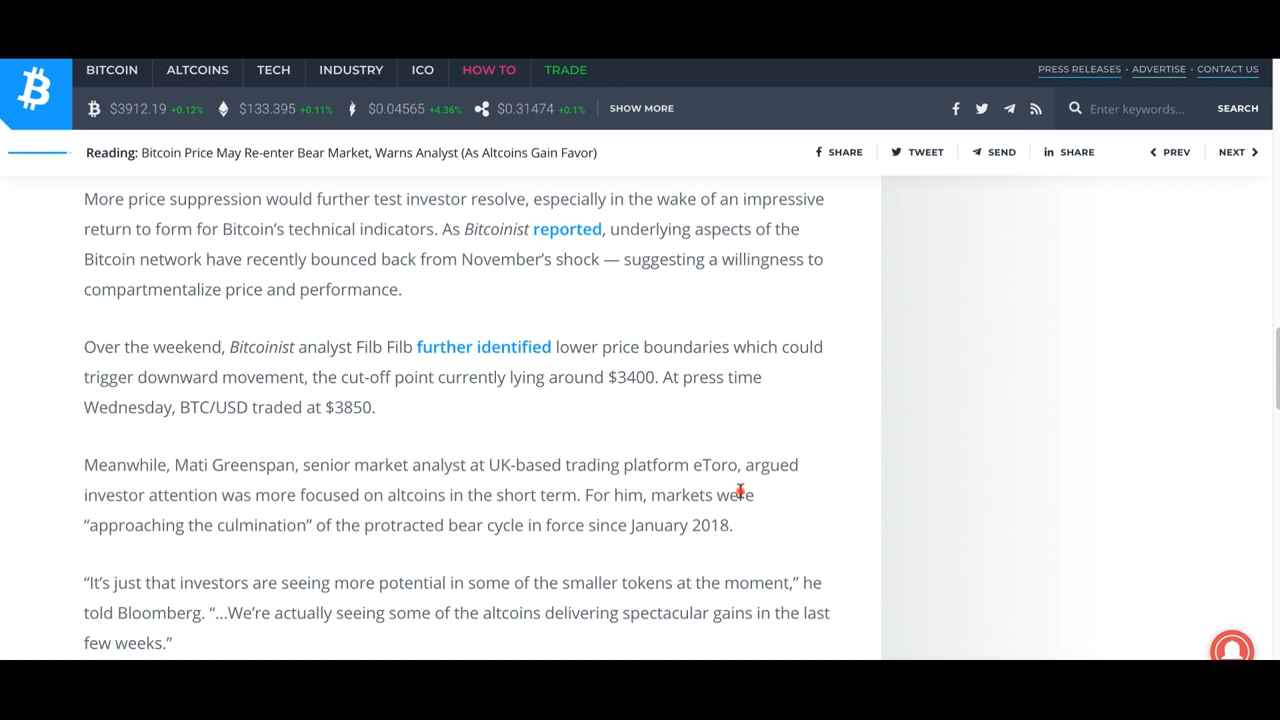 BITCOIN ALTCOINS TECH INDUSTRY ICO HOW TO TRADE PRESS RELEASES · ADVERTISE · CONTACT US
$3912.19 +0.12% $133.395 +0.11% $0.04565 +4.36% $0.31474 +0.1% SHOW MORE Enter keywords... SEARCH
Reading: Bitcoin Price May Re-enter Bear Market, Warns Analyst (As Altcoins Gain Favor) SHARE TWEET SEND SHARE PREV NEXT
More price suppression would further test investor resolve, especially in the wake of an impressive
return to form for Bitcoin’s technical indicators. As Bitcoinist reported, underlying aspects of the
Bitcoin network have recently bounced back from November’s shock — suggesting a willingness to
compartmentalize price and performance.
Over the weekend, Bitcoinist analyst Filb Filb further identified lower price boundaries which could
trigger downward movement, the cut-off point currently lying around $3400. At press time
Wednesday, BTC/USD traded at $3850.
Meanwhile, Mati Greenspan, senior market analyst at UK-based trading platform eToro, argued
investor attention was more focused on altcoins in the short term. For him, markets were
“approaching the culmination” of the protracted bear cycle in force since January 2018.
“It’s just that investors are seeing more potential in some of the smaller tokens at the moment,” he
told Bloomberg. “…We’re actually seeing some of the altcoins delivering spectacular gains in the last
few weeks.”